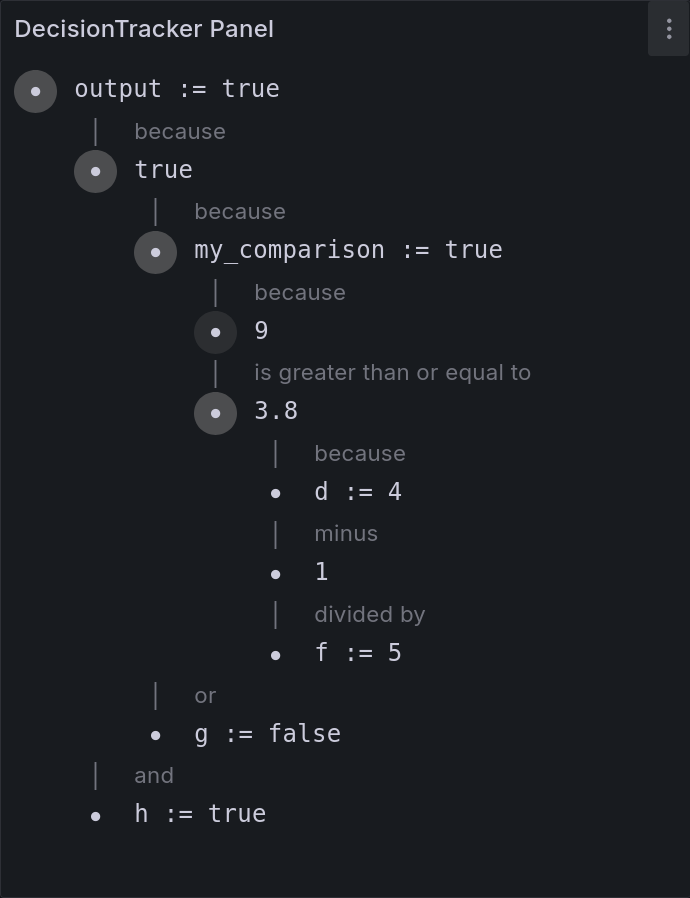 DecisionTracker Panel
output := true
because
true
because
my_comparison := true
because
9
is greater than or equal to
3.8
because
d := 4
minus
1
divided by
f := 5
or
g := false
and
h := true